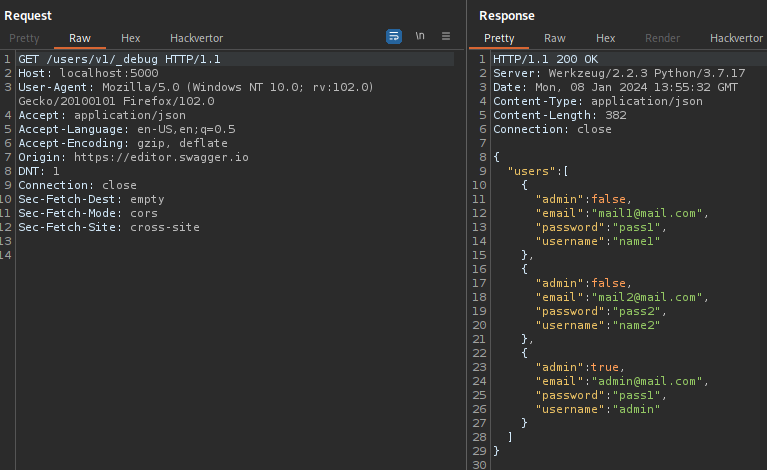 Request
Pretty Raw Hex Hackvertor \n
1 GET /users/v1/_debug HTTP/1.1
2 Host: localhost:5000
3 User-Agent: Mozilla/5.0 (Windows NT 10.0; rv:102.0)
Gecko/20100101 Firefox/102.0
4 Accept: application/json
5 Accept-Language: en-US,en;q=0.5
6 Accept-Encoding: gzip, deflate
7 Origin: https://editor.swagger.io
8 DNT: 1
9 Connection: close
10 Sec-Fetch-Dest: empty
11 Sec-Fetch-Mode: cors
12 Sec-Fetch-Site: cross-site
13
14
Response
Pretty Raw Hex Render Hackvertor
1 HTTP/1.1 200 OK
2 Server: Werkzeug/2.2.3 Python/3.7.17
3 Date: Mon, 08 Jan 2024 13:55:32 GMT
4 Content-Type: application/json
5 Content-Length: 382
6 Connection: close
7
8 {
9 "users":[
10 {
11 "admin":false,
12 "email":"mail1@mail.com",
13 "password":"pass1",
14 "username":"name1"
15 },
16 {
17 "admin":false,
18 "email":"mail2@mail.com",
19 "password":"pass2",
20 "username":"name2"
21 },
22 {
23 "admin":true,
24 "email":"admin@mail.com",
25 "password":"pass1",
26 "username":"admin"
27 }
28 ]
29 }
30